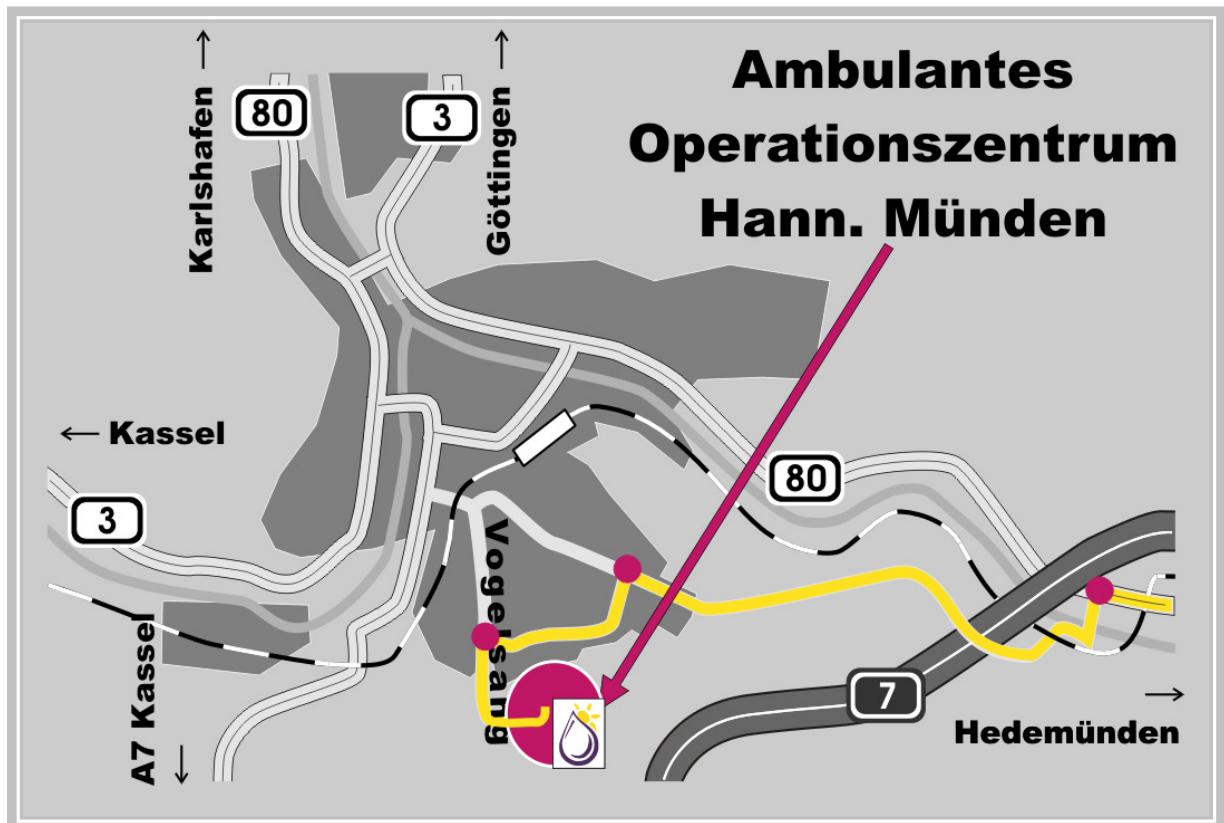 Ambulantes
Operationszentrum
Hann. Münden
Karlshafen
80
3
Göttingen
Kassel
3
80
Vogelsang
A7 Kassel
7
Hedemünden